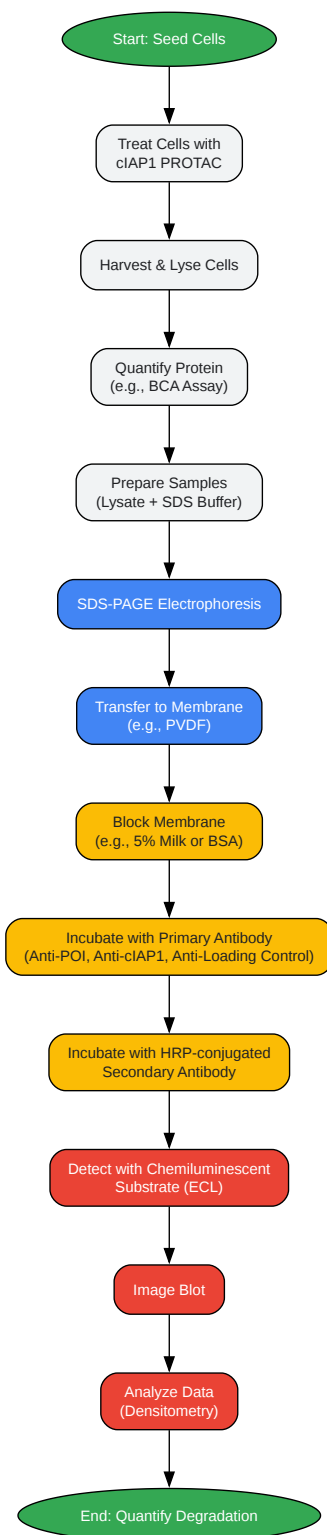 Start: Seed Cells
Treat Cells with
cIAP1 PROTAC
Harvest & Lyse Cells
Quantify Protein
(e.g., BCA Assay)
Prepare Samples
(Lysate + SDS Buffer)
SDS-PAGE Electrophoresis
Transfer to Membrane
(e.g., PVDF)
Block Membrane
(e.g., 5% Milk or BSA)
Incubate with Primary Antibody
(Anti-POI, Anti-cIAP1, Anti-Loading Control)
Incubate with HRP-conjugated
Secondary Antibody
Detect with Chemiluminescent
Substrate (ECL)
Image Blot
Analyze Data
(Densitometry)
End: Quantify Degradation